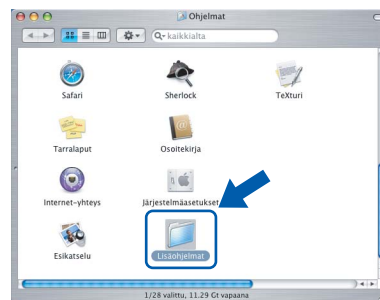 Ohjelmat
kaikkialta
Safari
Sherlock
TeXturi
Tarralaput
Osoitekirja
Internet-yhteys
Järjestelmäasetukset
Esikatselu
Lisäohjelmat
1/28 valittu, 11.29 Gt vapaana